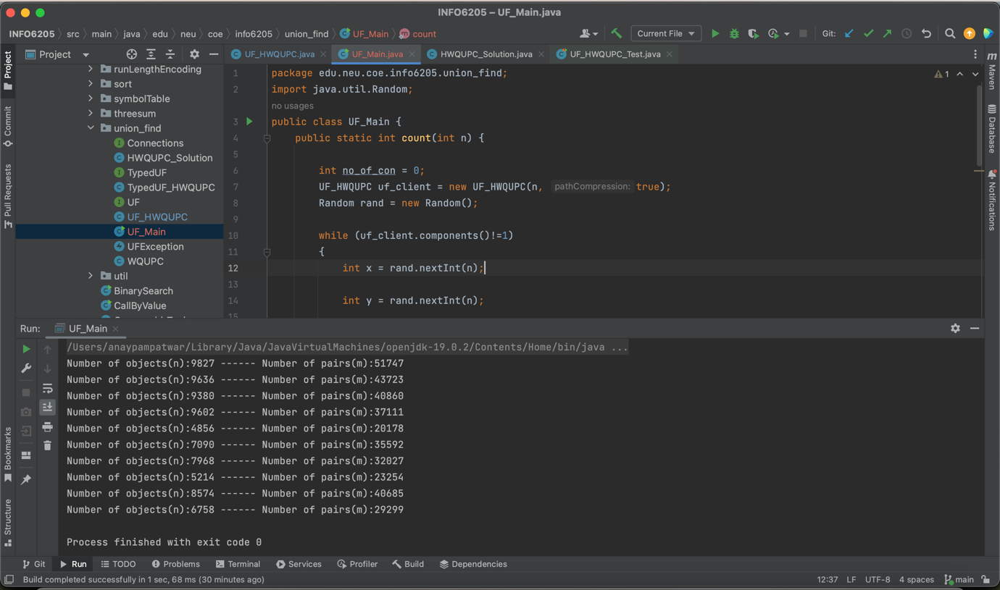 INFO6205 – UF_Main.java
INFO6205 › src › main › java › edu › neu › coe › info6205 › union_find › UF_Main › count
Current File
Git:
Project
UF_HWQUPC.java
UF_Main.java
HWQUPC_Solution.java
UF_HWQUPC_Test.java
Project
Commit
Pull Requests
Bookmarks
Structure
runLengthEncoding
sort
symbolTable
threesum
union_find
Connections
HWQUPC_Solution
TypedUF
TypedUF_HWQUPC
UF
UF_HWQUPC
UF_Main
UFException
WQUPC
util
BinarySearch
CallByValue
1 package edu.neu.coe.info6205.union_find;
2 import java.util.Random;
no usages
3 public class UF_Main {
4 public static int count(int n) {
5
6 int no_of_con = 0;
7 UF_HWQUPC uf_client = new UF_HWQUPC(n, pathCompression: true);
8 Random rand = new Random();
9
10 while (uf_client.components()!=1)
11 {
12 int x = rand.nextInt(n);
13
14 int y = rand.nextInt(n);
15
1
m
Maven
Database
Notifications
Run:
UF_Main
/Users/anaypampatwar/Library/Java/JavaVirtualMachines/openjdk-19.0.2/Contents/Home/bin/java ...
Number of objects(n):9827 ------ Number of pairs(m):51747
Number of objects(n):9636 ------ Number of pairs(m):43723
Number of objects(n):9380 ------ Number of pairs(m):40860
Number of objects(n):9602 ------ Number of pairs(m):37111
Number of objects(n):4856 ------ Number of pairs(m):20178
Number of objects(n):7090 ------ Number of pairs(m):35592
Number of objects(n):7968 ------ Number of pairs(m):32027
Number of objects(n):5214 ------ Number of pairs(m):23254
Number of objects(n):8574 ------ Number of pairs(m):40685
Number of objects(n):6758 ------ Number of pairs(m):29299
Process finished with exit code 0
Git
Run
TODO
Problems
Terminal
Services
Profiler
Build
Dependencies
Build completed successfully in 1 sec, 68 ms (30 minutes ago)
12:37
LF
UTF-8
4 spaces
main